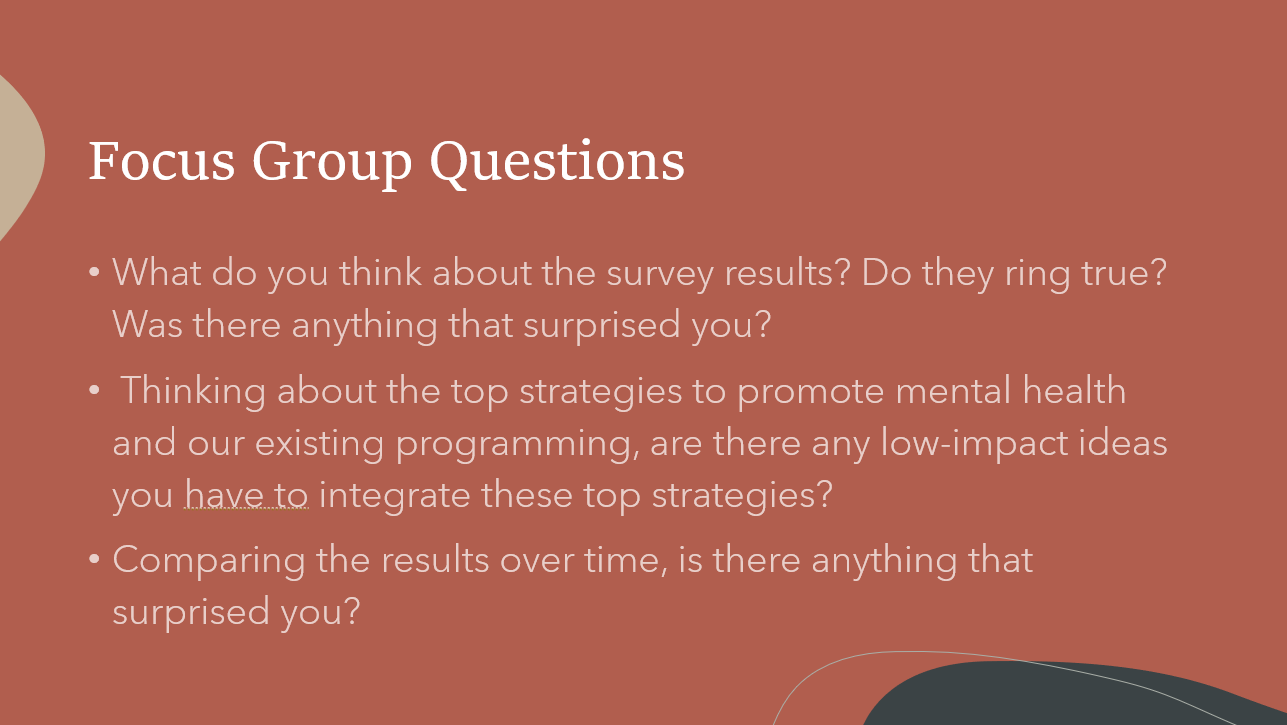 Focus Group Questions
• What do you think about the survey results? Do they ring true?
Was there anything that surprised you?
• Thinking about the top strategies to promote mental health
and our existing programming, are there any low-impact ideas
you have to integrate these top strategies?
• Comparing the results over time, is there anything that
surprised you?